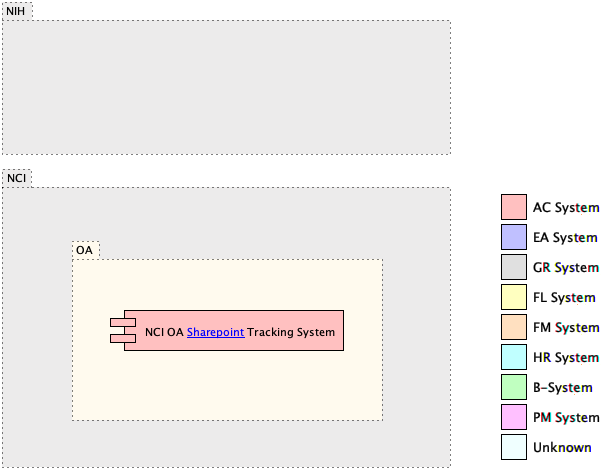 NIH
NCI
OA
NCI OA Sharepoint Tracking System
AC System
EA System
GR System
FL System
FM System
HR System
B-System
PM System
Unknown